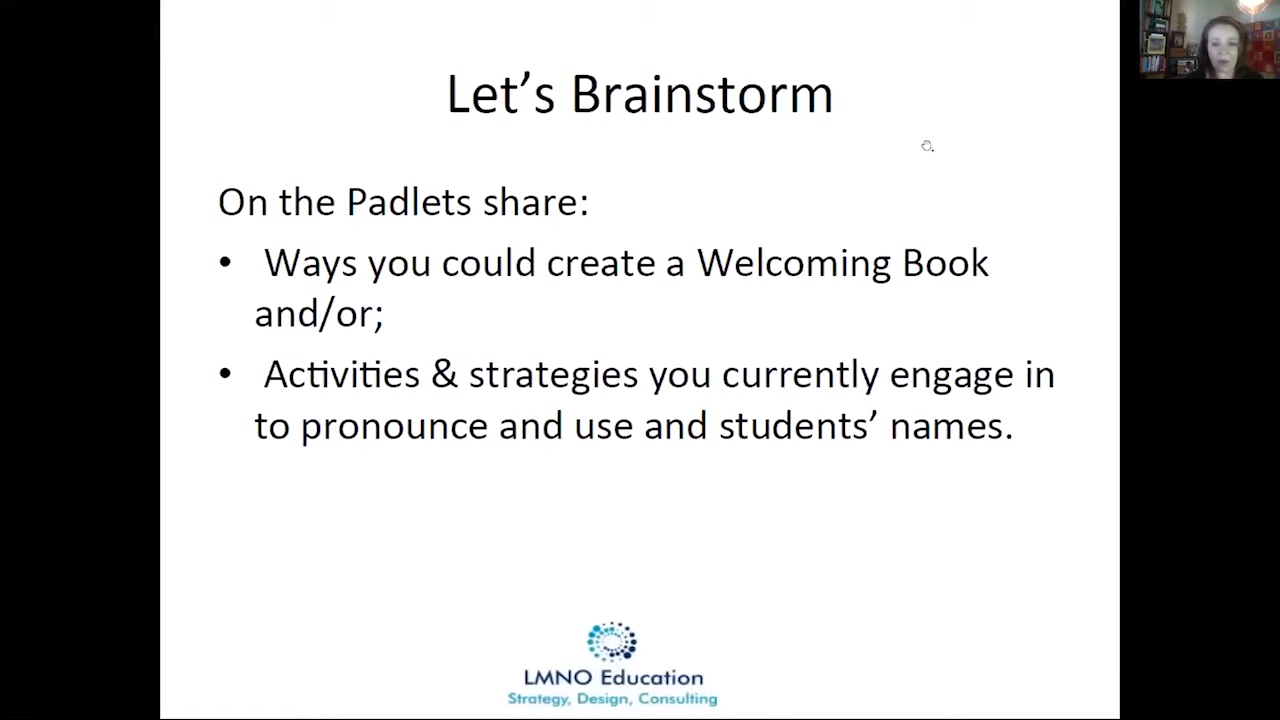 Let's Brainstorm
On the Padlets share:
• Ways you could create a Welcoming Book
and/or;
• Activities & strategies you currently engage in
to pronounce and use and students' names.
LMNO Education
Strategy, Design, Consulting